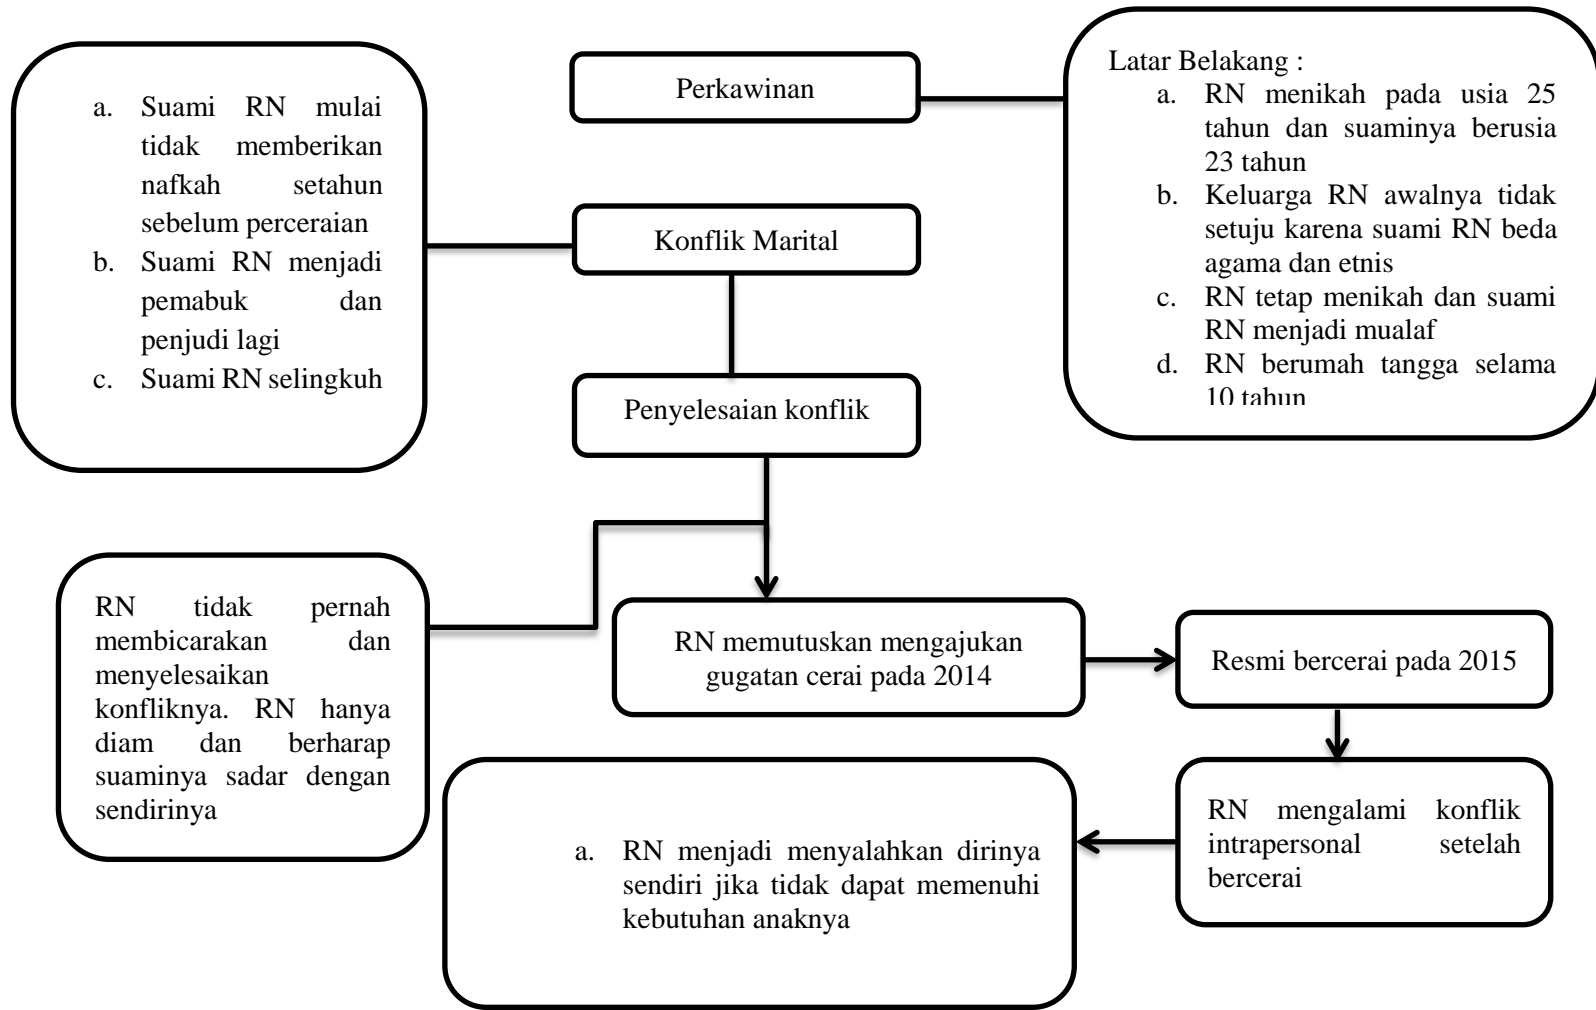 Perkawinan
Latar Belakang :
a. RN menikah pada usia 25
tahun dan suaminya berusia
23 tahun
b. Keluarga RN awalnya tidak
setuju karena suami RN beda
agama dan etnis
c. RN tetap menikah dan suami
RN menjadi mualaf
d. RN berumah tangga selama
10 tahun
a. Suami RN mulai
tidak memberikan
nafkah setahun
sebelum perceraian
b. Suami RN menjadi
pemabuk dan
penjudi lagi
c. Suami RN selingkuh
Konflik Marital
Penyelesaian konflik
RN tidak pernah
membicarakan dan
menyelesaikan
konfliknya. RN hanya
diam dan berharap
suaminya sadar dengan
sendirinya
RN memutuskan mengajukan
gugatan cerai pada 2014
Resmi bercerai pada 2015
RN mengalami konflik
intrapersonal setelah
bercerai
a. RN menjadi menyalahkan dirinya
sendiri jika tidak dapat memenuhi
kebutuhan anaknya